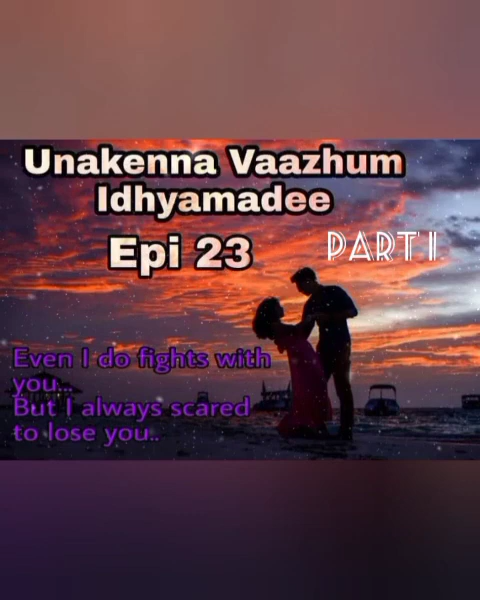 Unakenna Vaazhum
Idhyamadee
Epi 23
PART I
Even I do fights with
you...
But I always scared
to lose you..